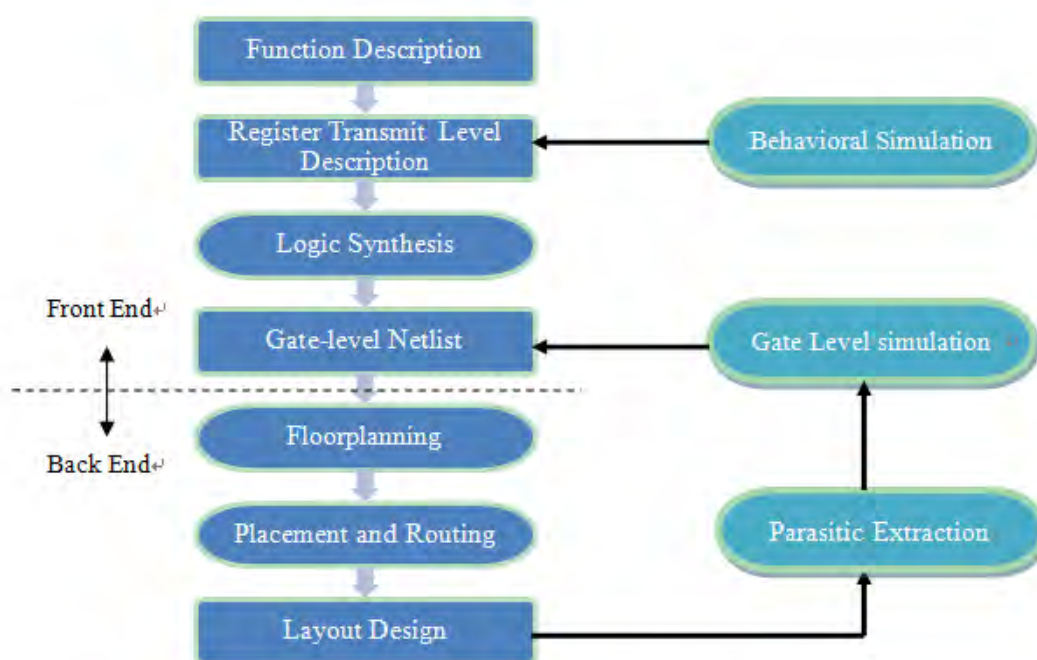 Function Description
Register Transmit Level
Description
Behavioral Simulation
Logic Synthesis
Front End↵
Gate-level Netlist
Gate Level simulation
Floorplanning
Back End↵
Placement and Routing
Parasitic Extraction
Layout Design